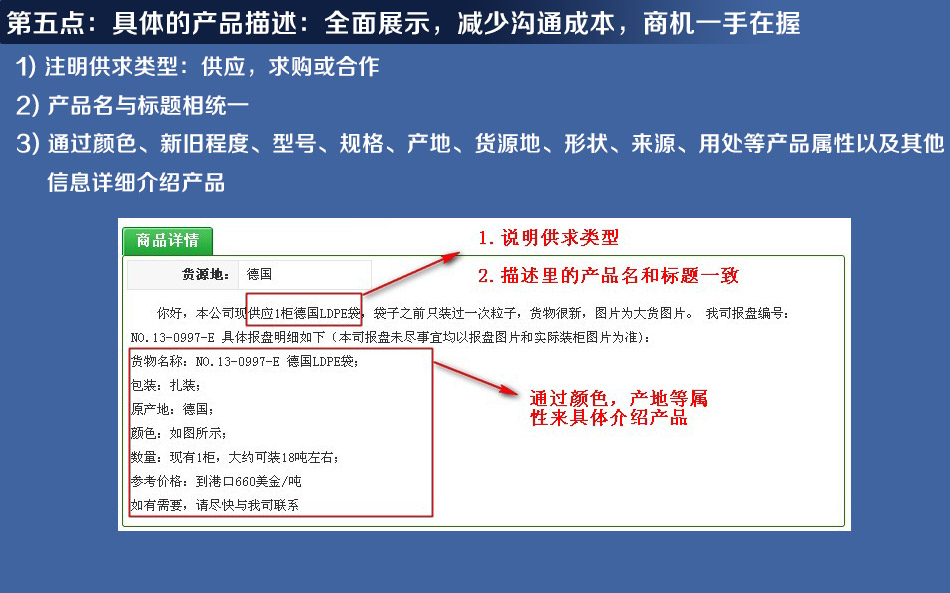 第五点：具体的产品描述：全面展示，减少沟通成本，商机一手在握
1) 注明供求类型：供应，求购或合作
2) 产品名与标题相统一
3) 通过颜色、新旧程度、型号、规格、产地、货源地、形状、来源、用处等产品属性以及其他
信息详细介绍产品
商品详情
1. 说明供求类型
货源地： 德国
2. 描述里的产品名和标题一致
你好，本公司现供应1柜德国LDPE袋，袋子之前只装过一次粒子，货物很新，图片为大货图片。 我司报盘编号：
NO.13-0997-E 具体报盘明细如下（本司报盘未尽事宜均以报盘图片和实际装柜图片为准）：
货物名称：NO.13-0997-E 德国LDPE袋；
包装：扎装；
原产地：德国；
颜色：如图所示；
数量：现有1柜，大约可装18吨左右；
参考价格：到港口660美金/吨
如有需要，请尽快与我司联系
通过颜色，产地等属
性来具体介绍产品